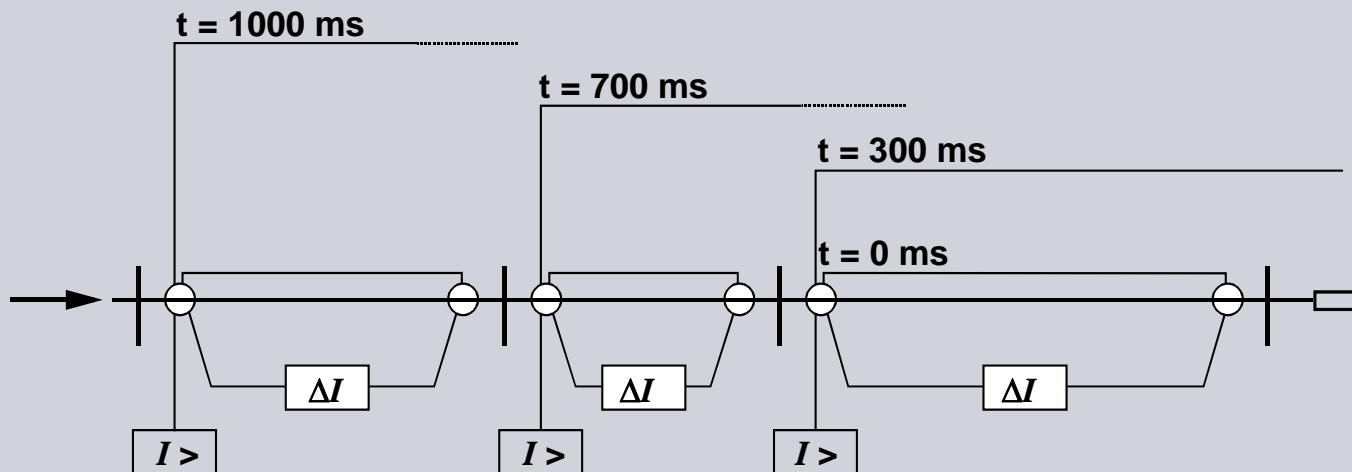 t = 1000 ms
t = 700 ms
t = 300 ms
t = 0 ms
ΔI
ΔI
ΔI
I >
I >
I >